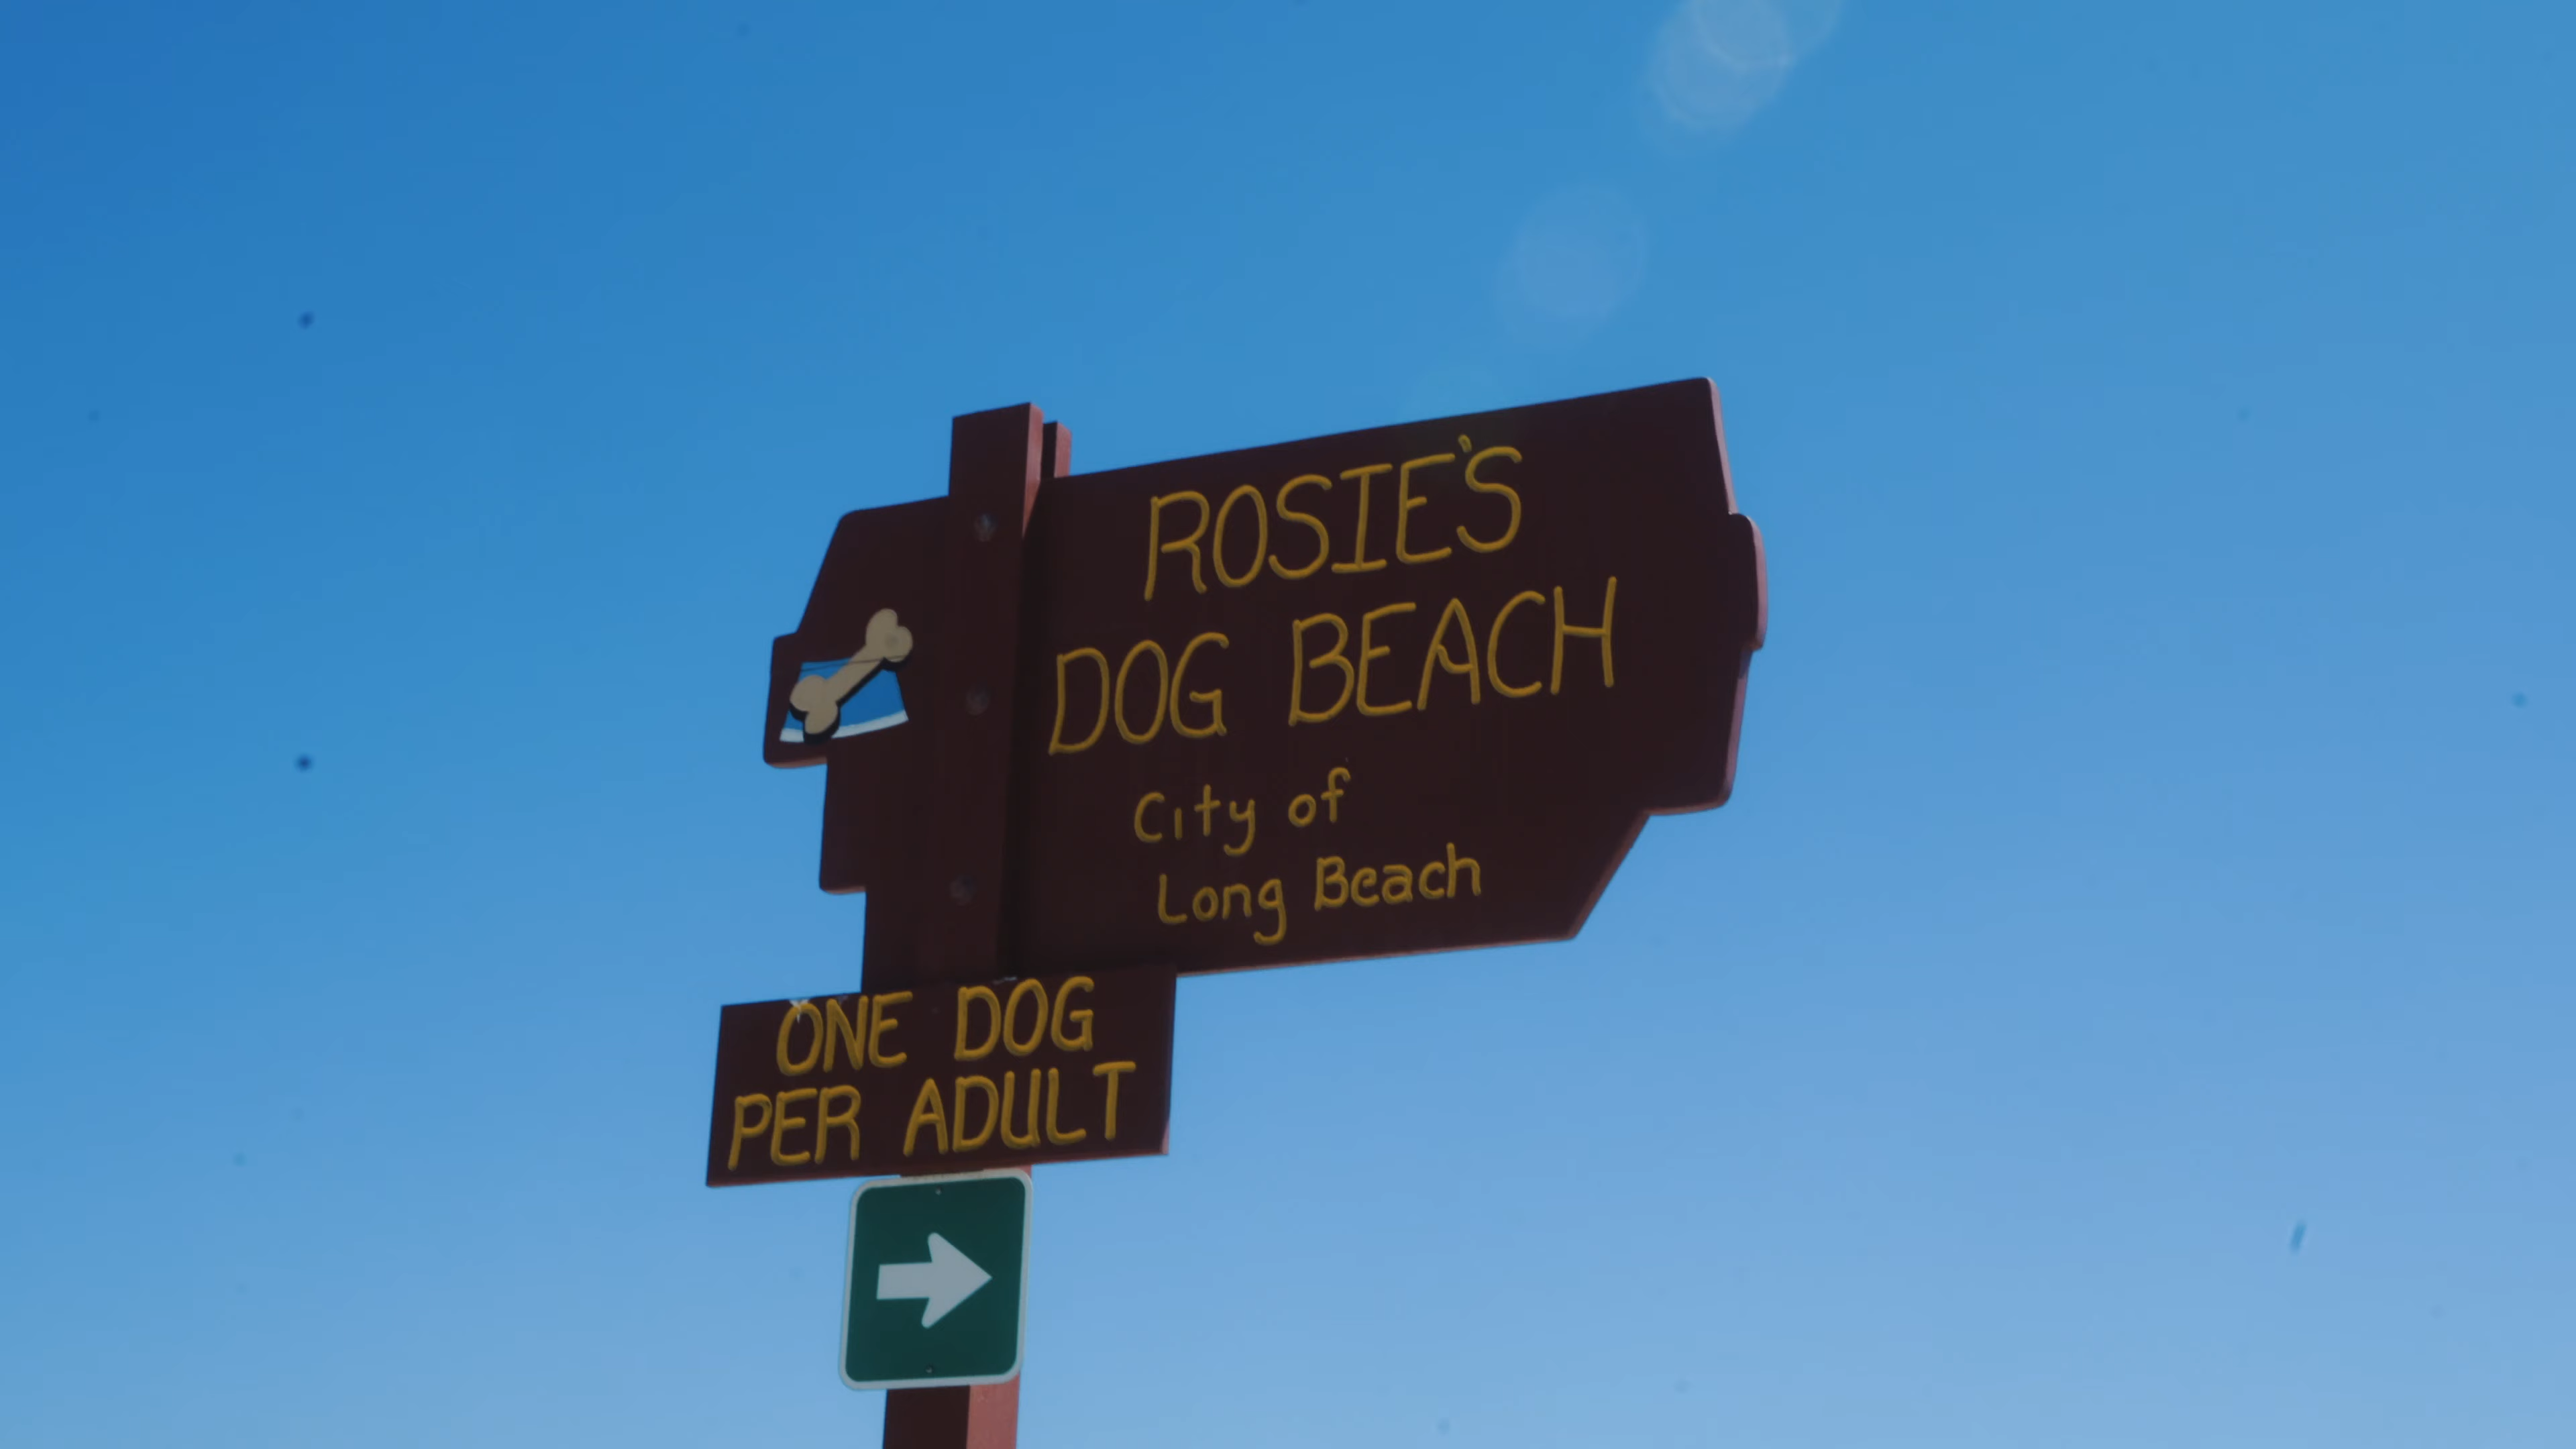 ROSIE'S
DOG BEACH
City of
Long Beach
ONE DOG
PER ADULT